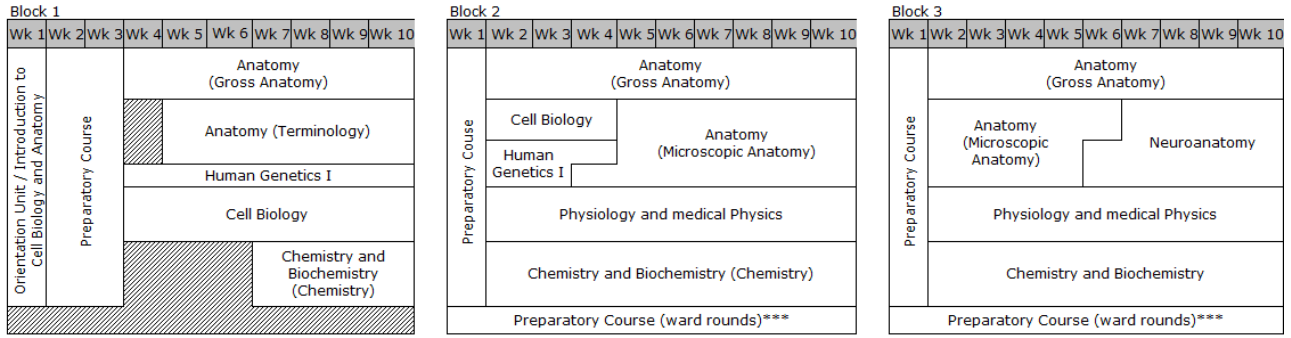 Block 1
Wk 1 Wk 2 Wk 3 Wk 4 Wk 5 Wk 6 Wk 7 Wk 8 Wk 9 Wk 10
Orientation Unit / Introduction to
Cell Biology and Anatomy
Preparatory Course
Anatomy
(Gross Anatomy)
Anatomy (Terminology)
Human Genetics I
Cell Biology
Chemistry and
Biochemistry
(Chemistry)
Block 2
Wk 1 Wk 2 Wk 3 Wk 4 Wk 5 Wk 6 Wk 7 Wk 8 Wk 9 Wk 10
Preparatory Couse
Anatomy
(Gross Anatomy)
Cell Biology
Human
Genetics I
Anatomy
(Microscopic Anatomy)
Physiology and medical Physics
Chemistry and Biochemistry (Chemistry)
Preparatory Course (ward rounds)***
Block 3
Wk 1 Wk 2 Wk 3 Wk 4 Wk 5 Wk 6 Wk 7 Wk 8 Wk 9 Wk 10
Preparatory Course
Anatomy
(Gross Anatomy)
Anatomy
(Microscopic
Anatomy)
Neuroanatomy
Physiology and medical Physics
Chemistry and Biochemistry
Preparatory Course (ward rounds)***